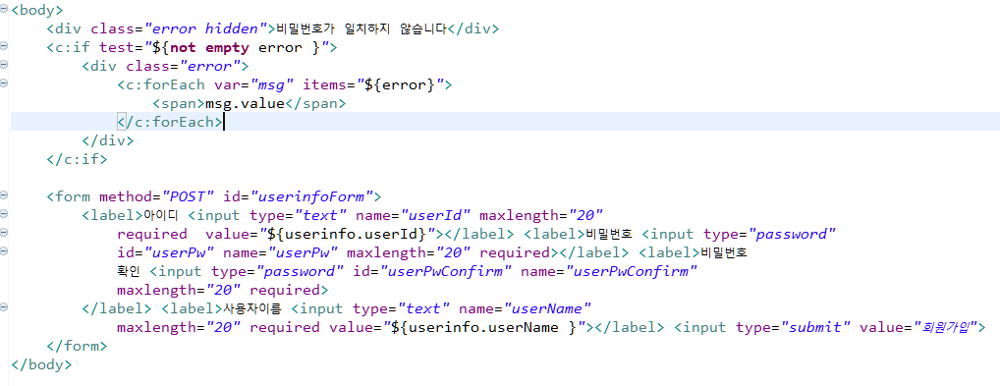 <body>
    <div class="error hidden">비밀번호가 일치하지 않습니다</div>
    <c:if test="${not empty error }">
        <div class="error">
            <c:forEach var="msg" items="${error}">
                <span>msg.value</span>
            </c:forEach>
        </div>
    </c:if>

    <form method="POST" id="userinfoForm">
        <label>아이디 <input type="text" name="userId" maxlength="20"
            required  value="${userinfo.userId}"></label> <label>비밀번호 <input type="password"
            id="userPw" name="userPw" maxlength="20" required></label> <label>비밀번호
            확인 <input type="password" id="userPwConfirm" name="userPwConfirm"
            maxlength="20" required>
        </label> <label>사용자이름 <input type="text" name="userName"
            maxlength="20" required value="${userinfo.userName }"></label> <input type="submit" value="회원가입">
    </form>
</body>